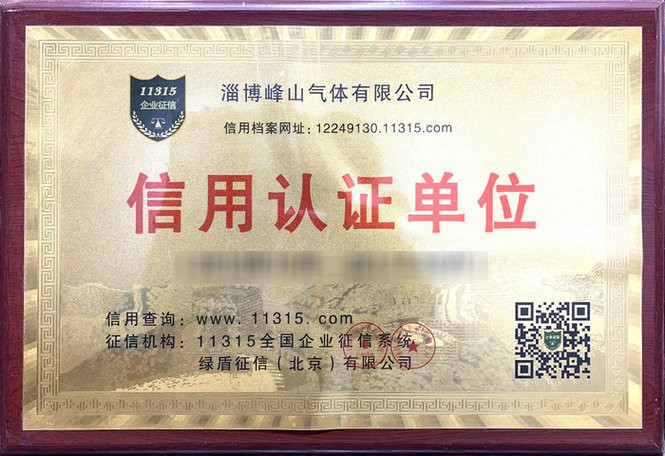 11315
企业征信
淄博峰山气体有限公司
信用档案网址：12249130.11315.com
信用认证单位
信用查询：www.11315.com
征信机构：11315全国企业征信系统
绿盾征信（北京）有限公司